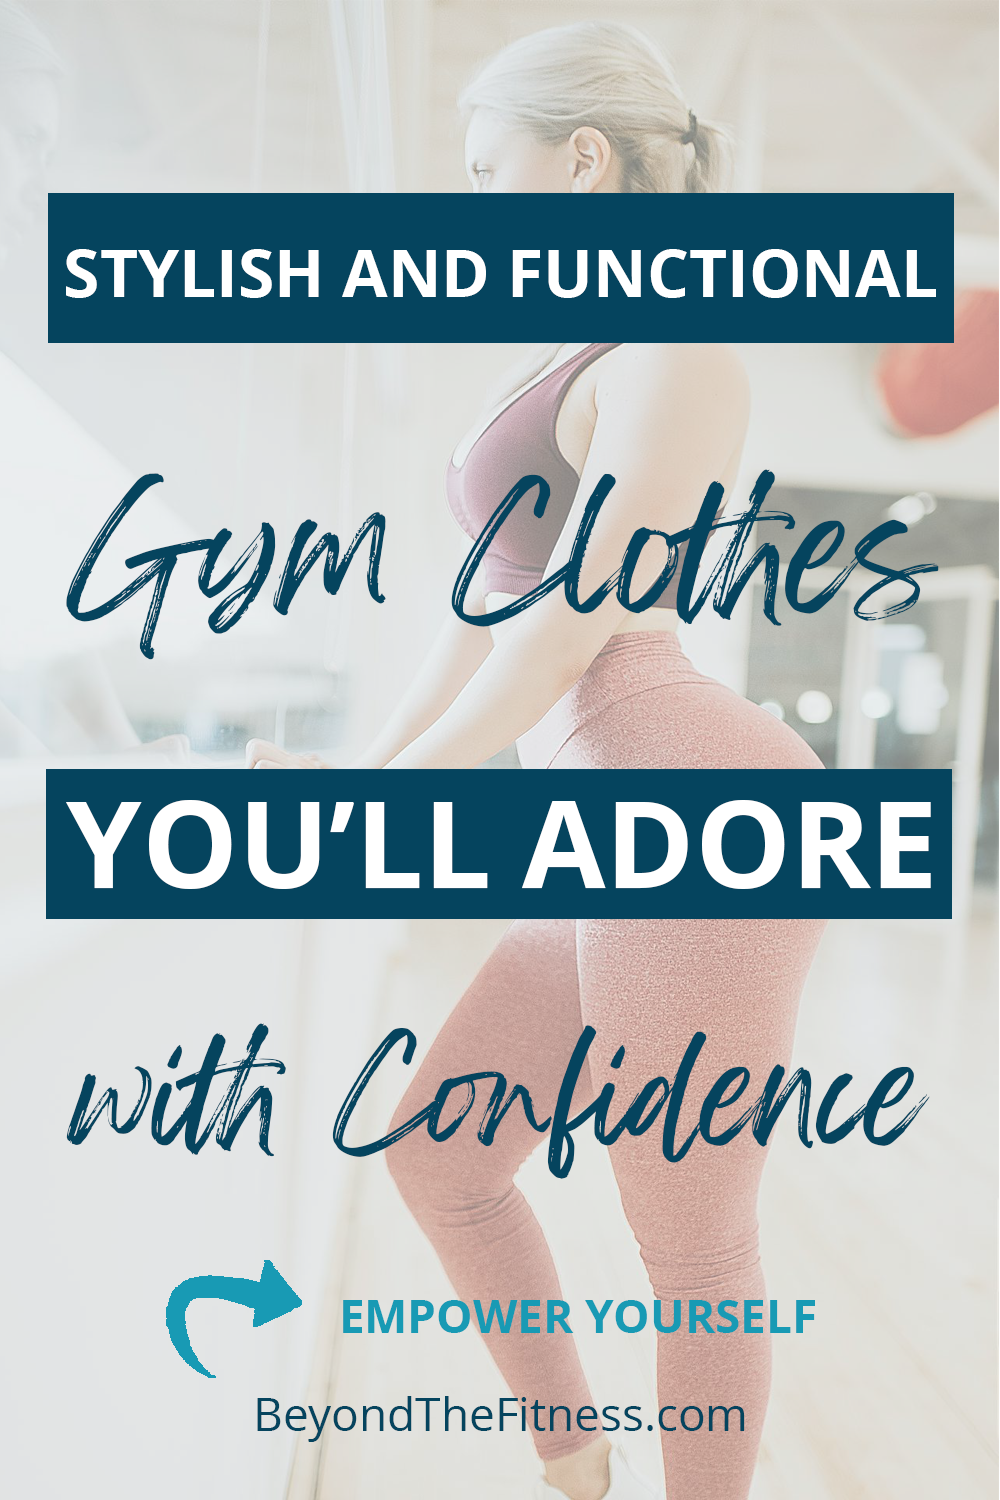 STYLISH AND FUNCTIONAL
Gym Clothes
YOU’LL ADORE
with Confidence
EMPOWER YOURSELF
BeyondTheFitness.com